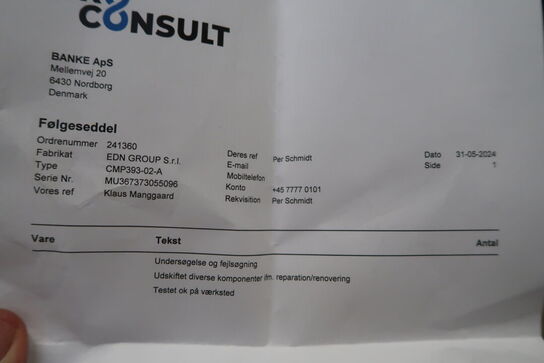 CONSULT
BANKE ApS
Mellemvej 20
6430 Nordborg
Denmark
Følgeseddel
Ordrenummer 241360
Fabrikat EDN GROUP S.r.l.
Type CMP393-02-A
Serie Nr. MU367373055096
Vores ref Klaus Manggaard
Deres ref Per Schmidt
E-mail
Mobiltelefon
Konto +45 7777 0101
Rekvisition Per Schmidt
Dato 31-05-2024
Side 1
Vare Tekst Antal
Undersøgelse og fejlsøgning
Udskiftet diverse komponenter ifm. reparation/renovering
Testet ok på værksted